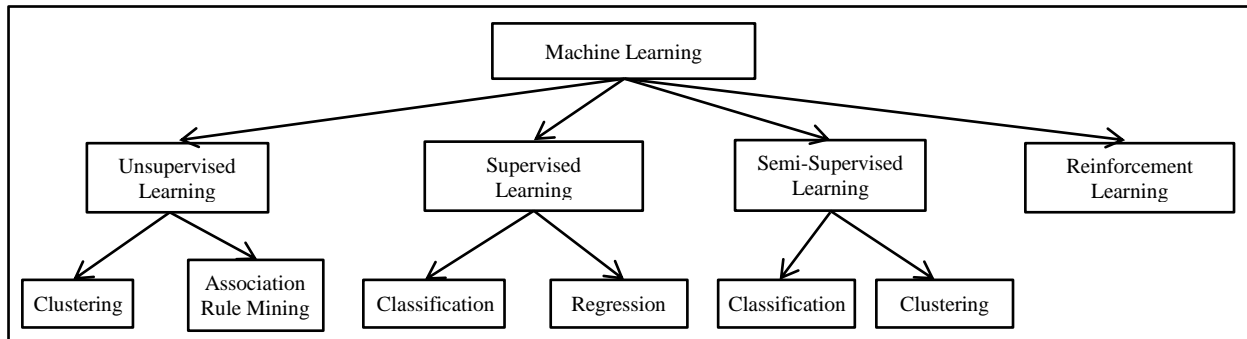 Machine Learning
Unsupervised
Learning
Supervised
Learning
Semi-Supervised
Learning
Reinforcement
Learning
Clustering
Association
Rule Mining
Classification
Regression
Classification
Clustering